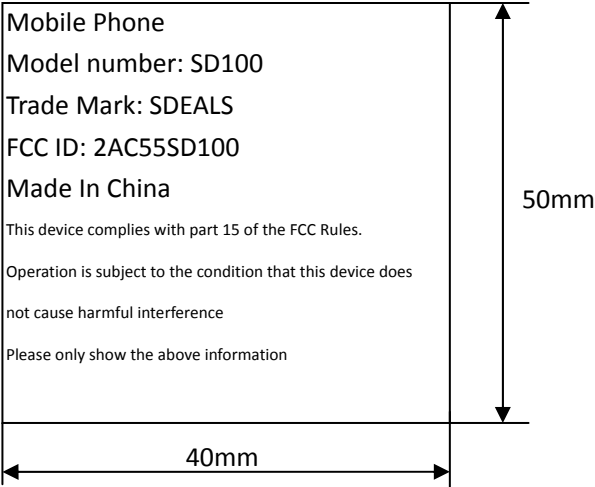 Mobile Phone
Model number: SD100
Trade Mark: SDEALS
FCC ID: 2AC55SD100
Made In China
This device complies with part 15 of the FCC Rules.
Operation is subject to the condition that this device does
not cause harmful interference
Please only show the above information
50mm
40mm